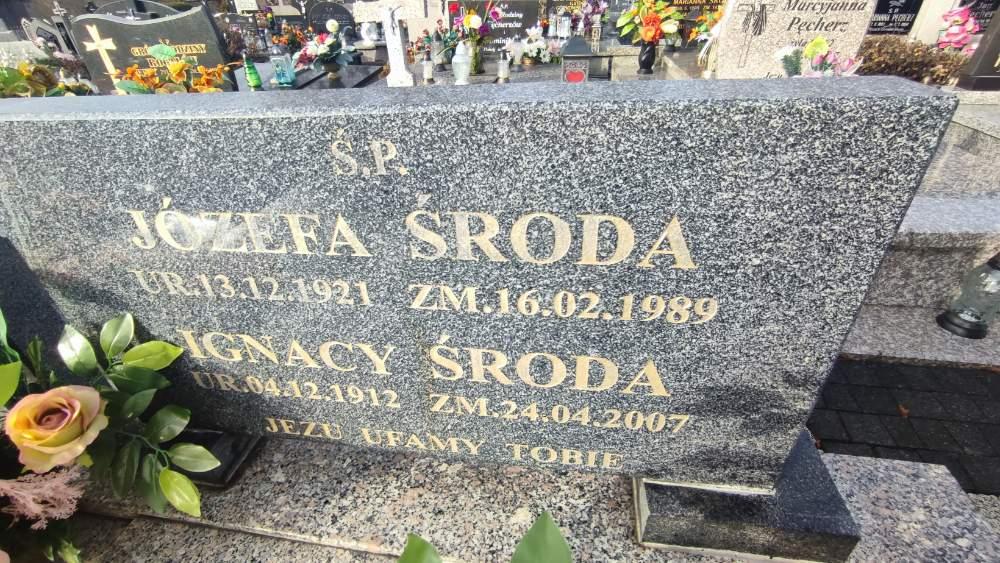 Ś.P.
JÓZEFA ŚRODA
UR.13.12.1921 ZM.16.02.1989
IGNACY ŚRODA
UR.04.12.1912 ZM.24.04.2007
JEZU UFAMY TOBIE
Marcyjanna
Pęcherz